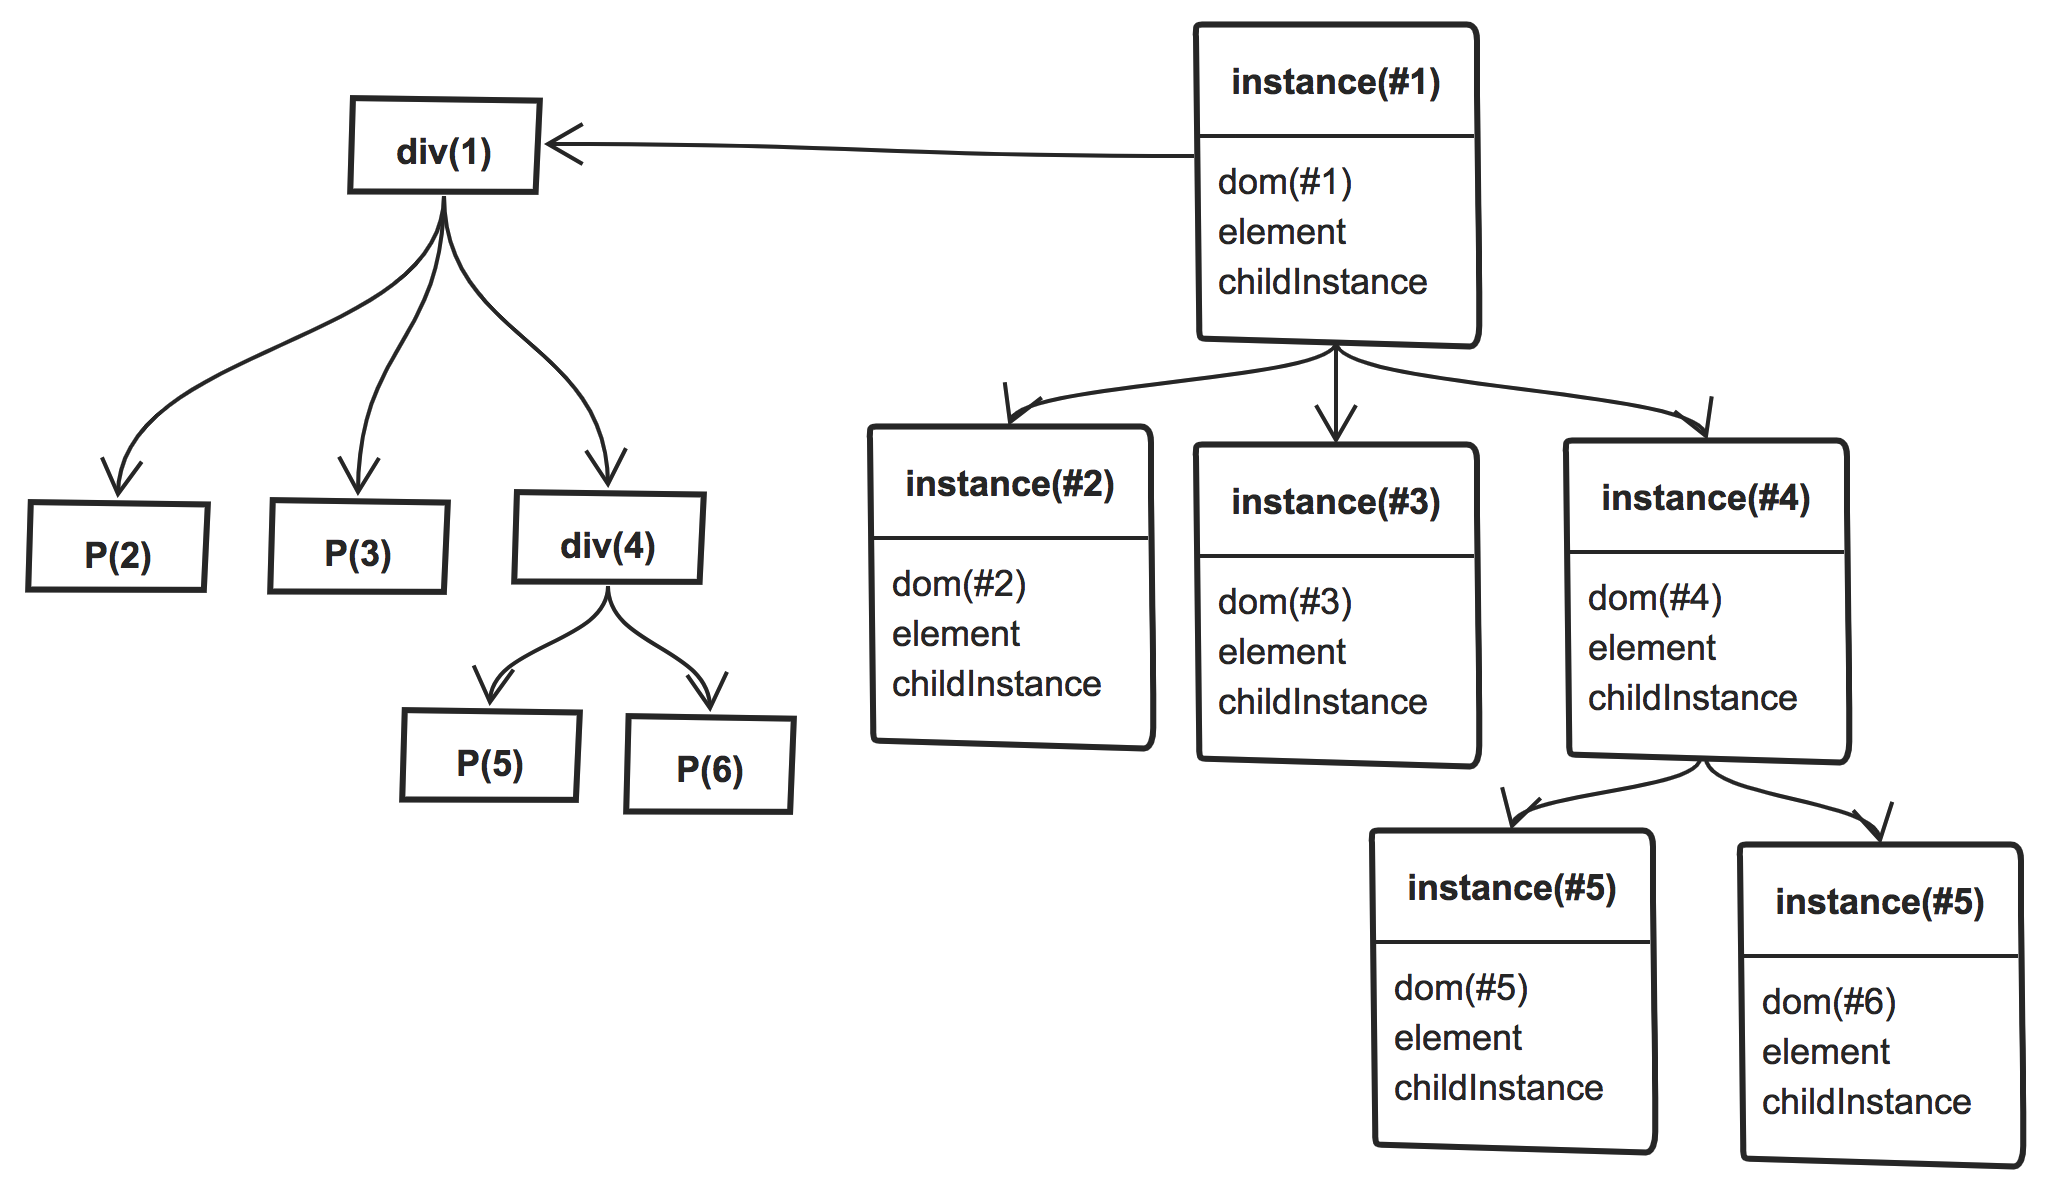 instance(#1)
dom(#1)
element
childInstance
div(1)
P(2)
P(3)
div(4)
P(5)
P(6)
instance(#2)
dom(#2)
element
childInstance
instance(#3)
dom(#3)
element
childInstance
instance(#4)
dom(#4)
element
childInstance
instance(#5)
dom(#5)
element
childInstance
instance(#5)
dom(#6)
element
childInstance